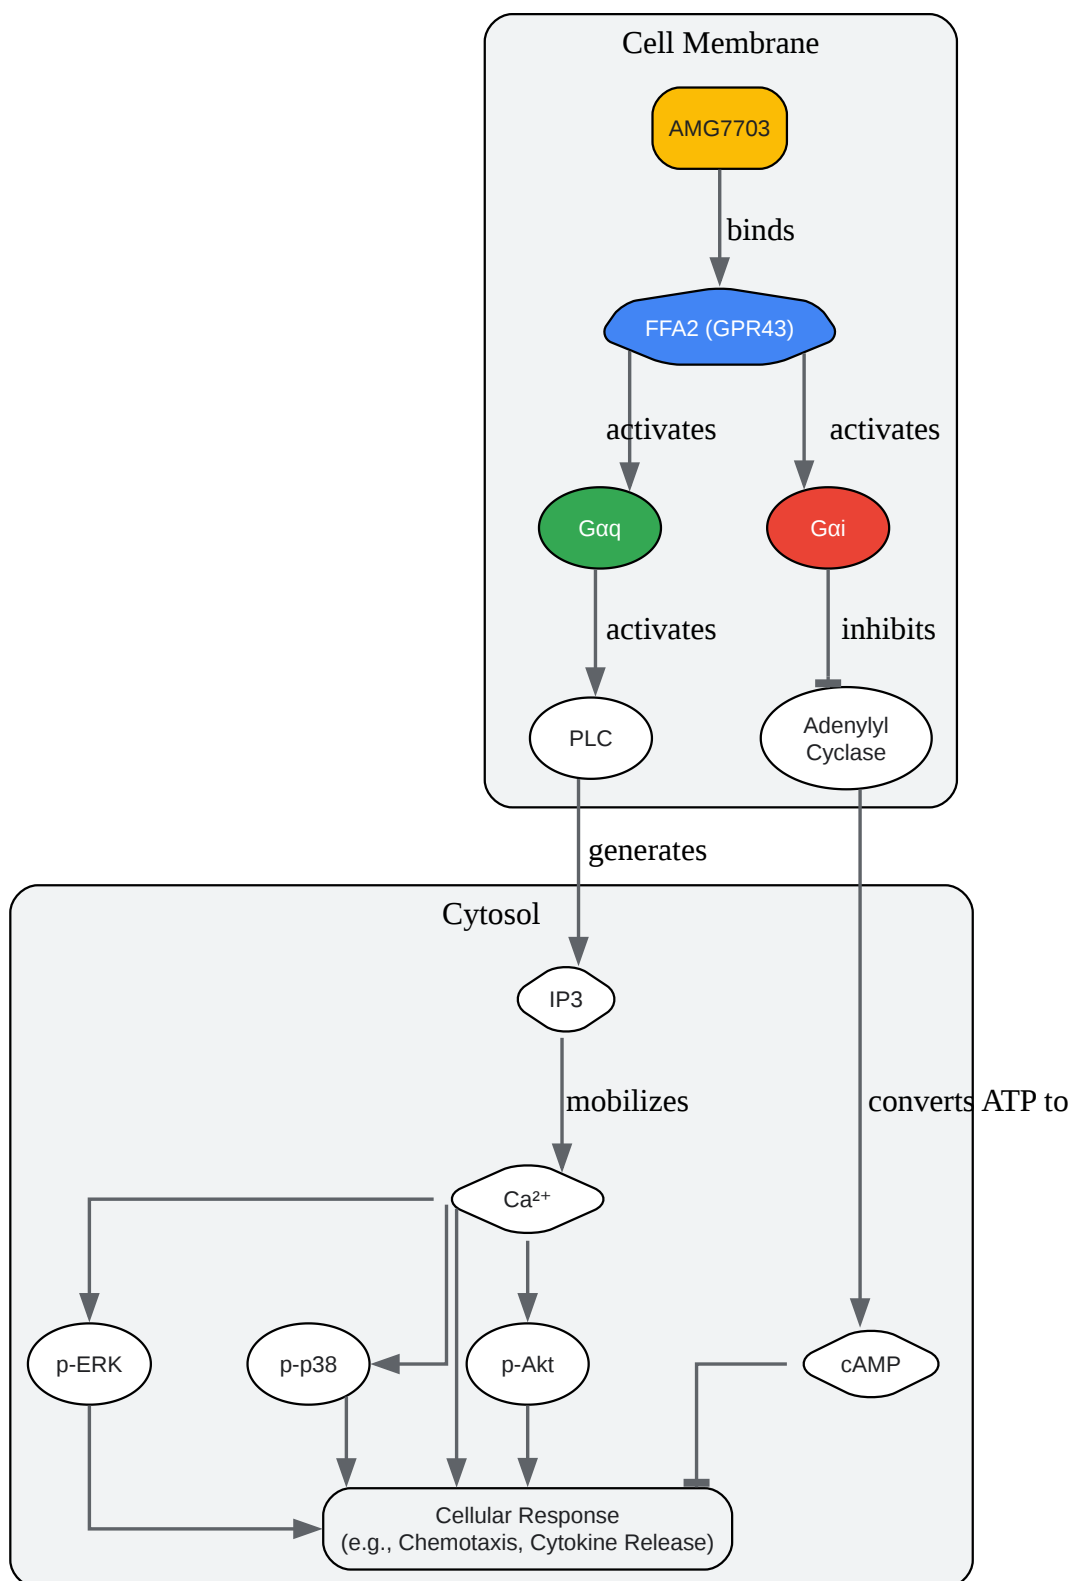 Cell Membrane
AMG7703
binds
FFA2 (GPR43)
activates
activates
Gαq
Gαi
activates
inhibits
PLC
Adenylyl
Cyclase
generates
Cytosol
IP3
mobilizes
converts ATP to
Ca²⁺
p-ERK
p-p38
p-Akt
cAMP
Cellular Response
(e.g., Chemotaxis, Cytokine Release)